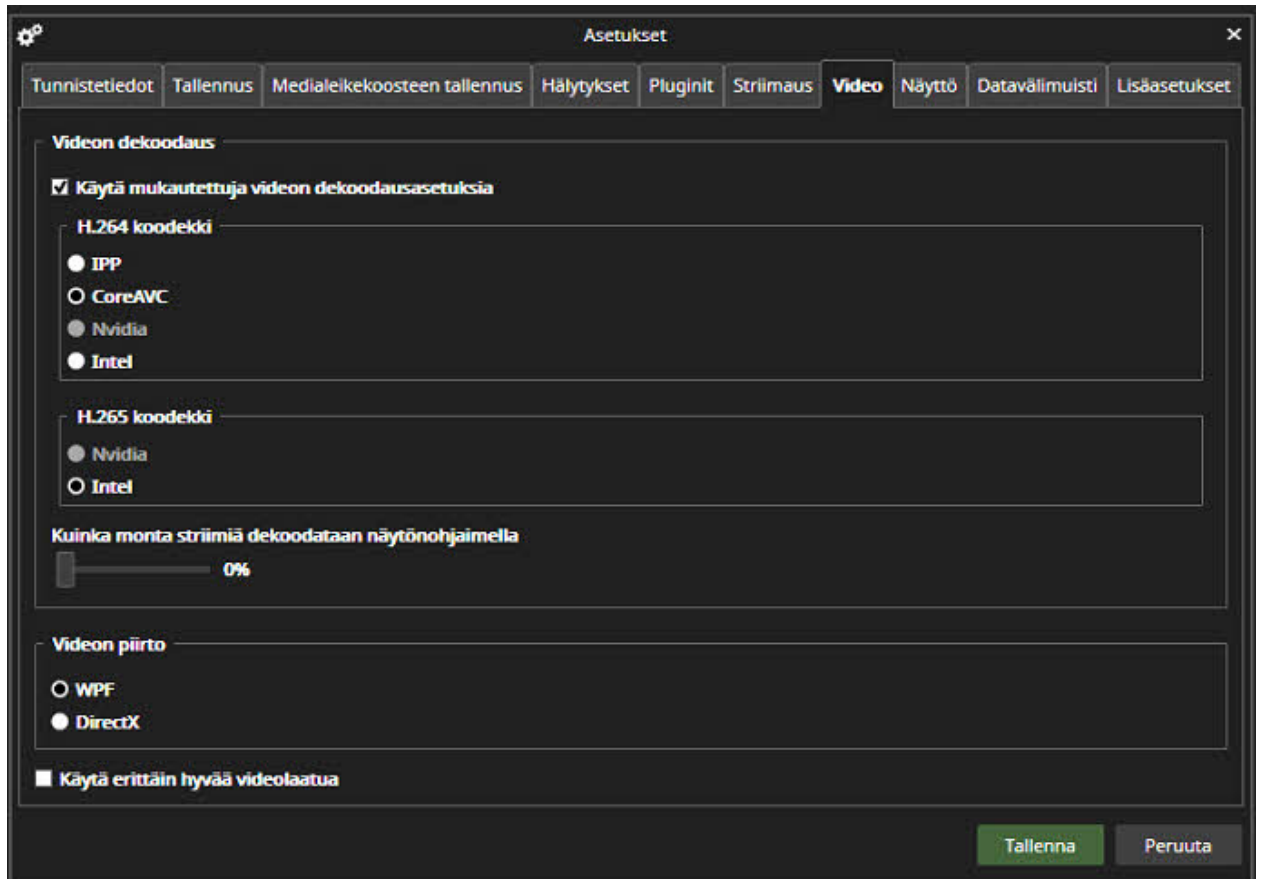 Asetukset
Tunnistetiedot Tallennus Medialeikekoosteen tallennus Hälytykset Pluginit Striimaus Video Näyttö Datavälimuisti Lisäasetukset
Videon dekoodaus
Käytä mukautettuja videon dekoodausasetuksia
H.264 koodekki
IPP
CoreAVC
Nvidia
Intel
H.265 koodekki
Nvidia
Intel
Kuinka monta striimiä dekoodataan näytönohjaimella
0%
Videon piirto
WPF
DirectX
Käytä erittäin hyvää videolaatua
Tallenna Peruuta